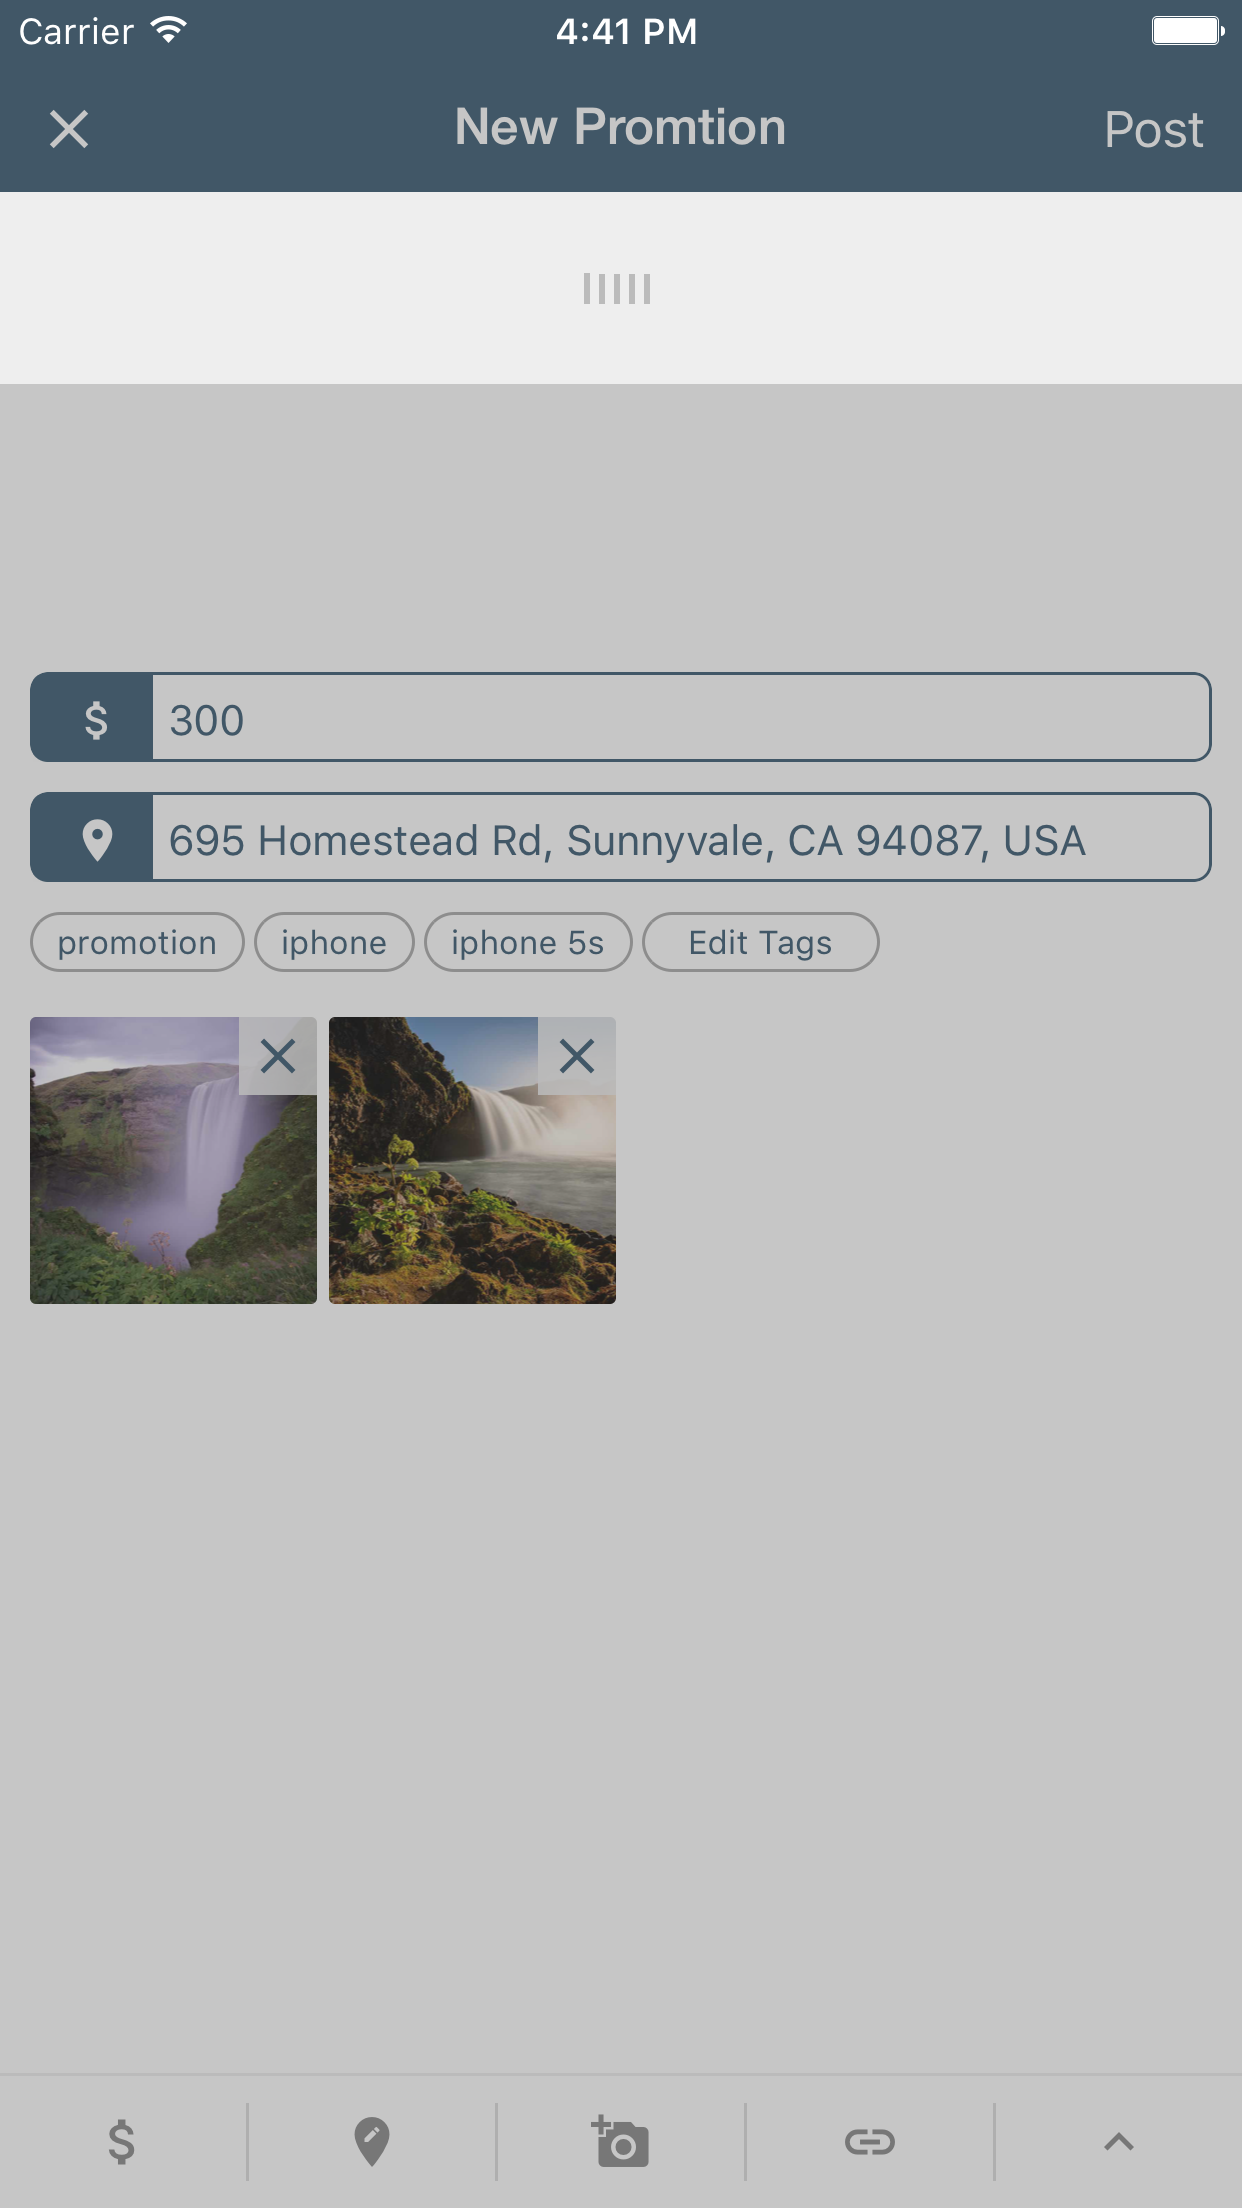 Carrier 4:41 PM
New Promtion Post
$ 300
695 Homestead Rd, Sunnyvale, CA 94087, USA
promotion iphone iphone 5s Edit Tags
$